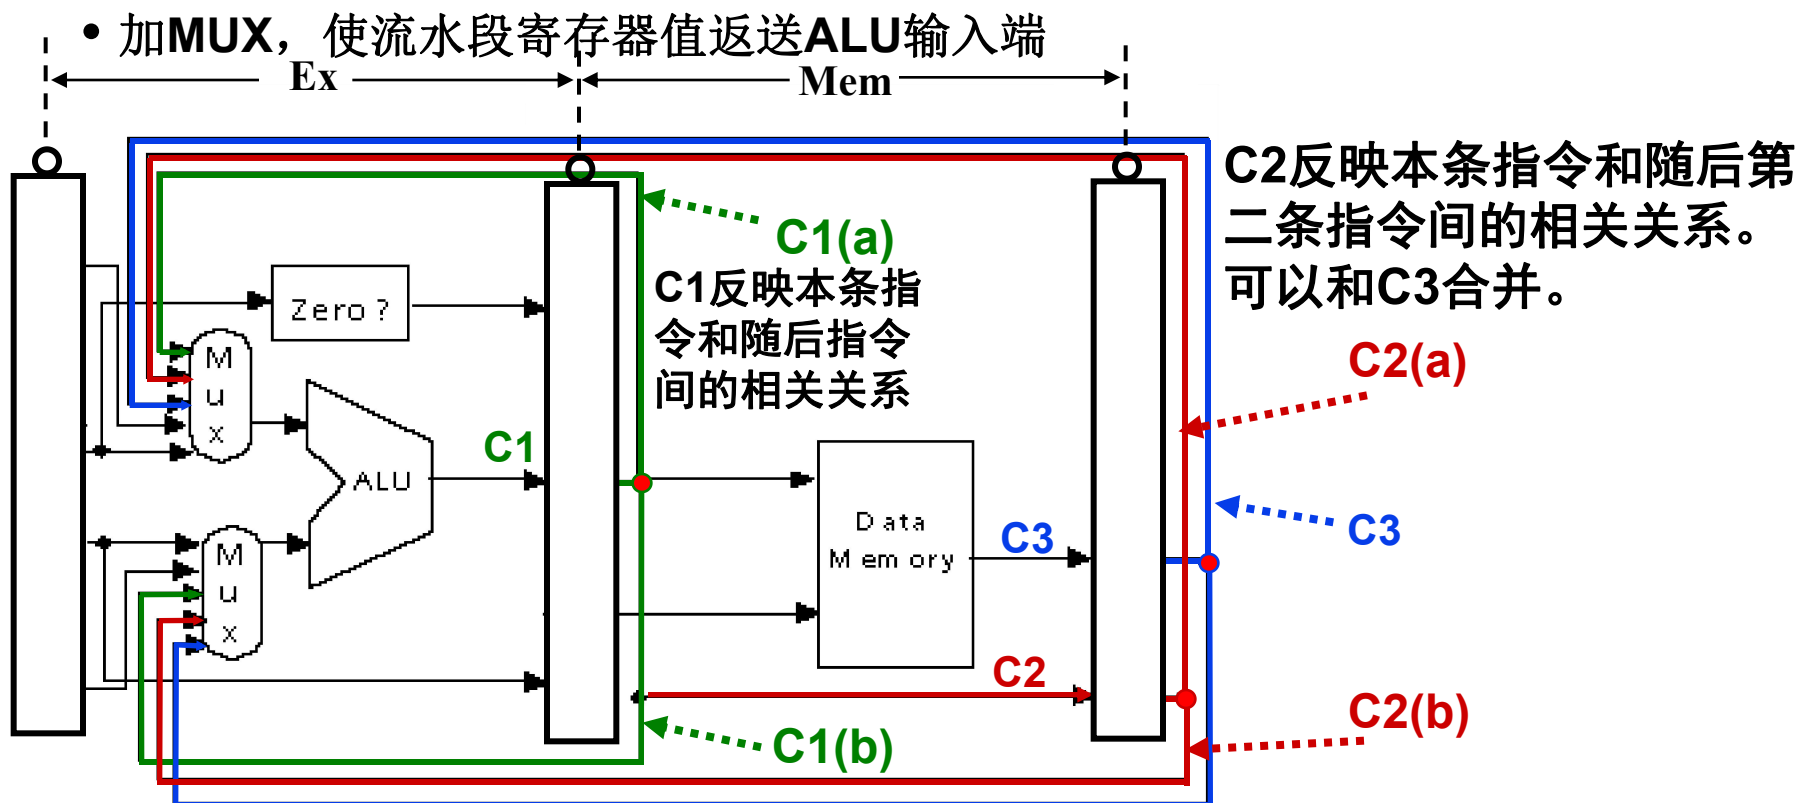 • 加MUX，使流水段寄存器值返送ALU输入端
Ex
Mem
C2反映本条指令和随后第
二条指令间的相关关系。
可以和C3合并。
C1(a)
C1反映本条指
令和随后指令
间的相关关系
Zero?
M
u
x
C2(a)
C1
ALU
Data
Memory
C3
C3
M
u
x
C2
C2(b)
C1(b)